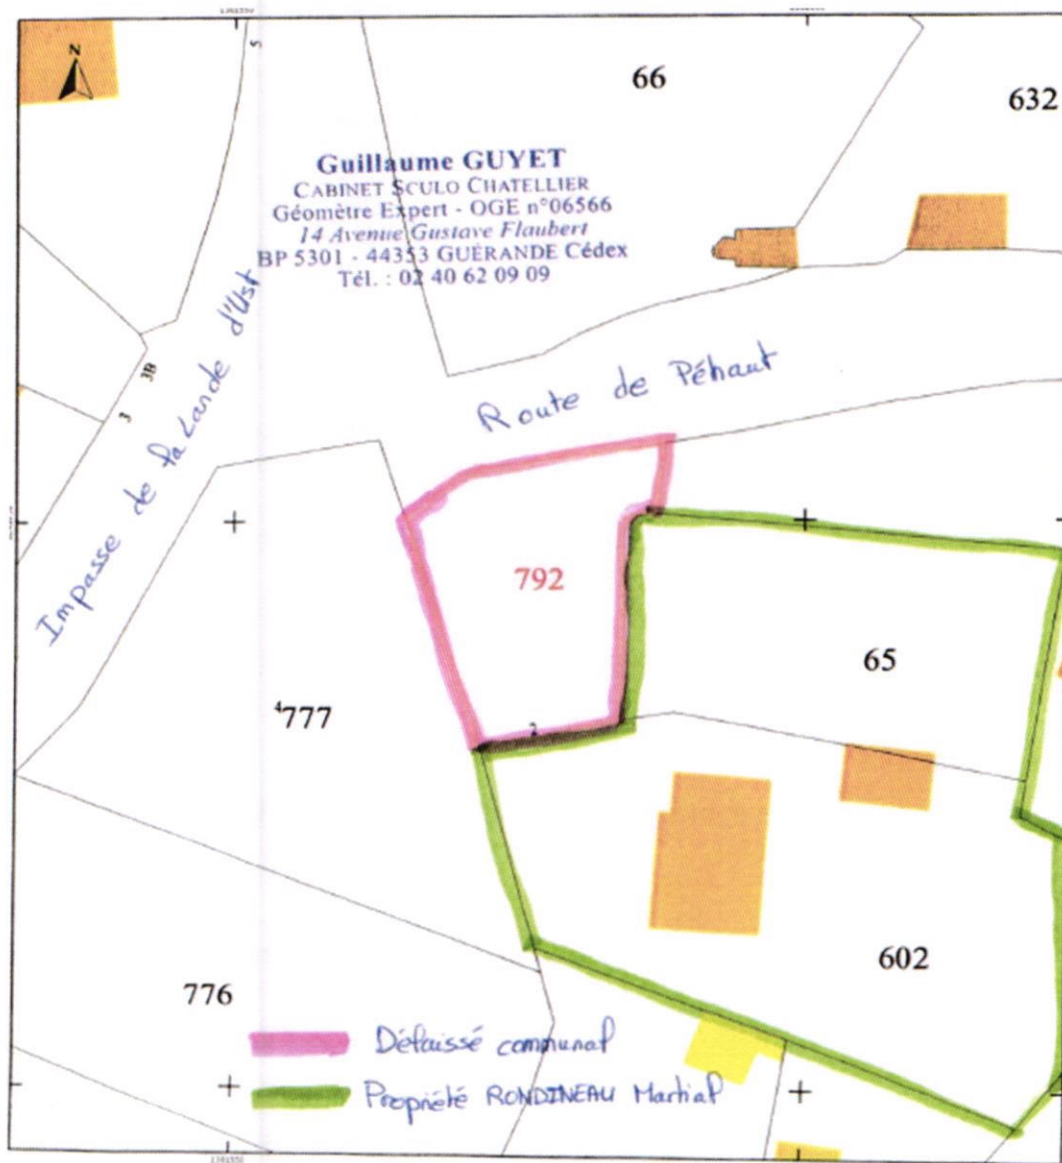 N
5
66
632
Guillaume GUYET
CABINET SCULO CHATELLIER
Géomètre Expert - OGE n°06566
14 Avenue Gustave Flaubert
BP 5301 - 44353 GUÉRANDE Cédex
Tél. : 02 40 62 09 09
Impasse de la Lande d'Ust
3B
3
Route de Péhaut
792
65
4
777
2
602
776
Délaissé communal
Propriété RONDINEAU Martial